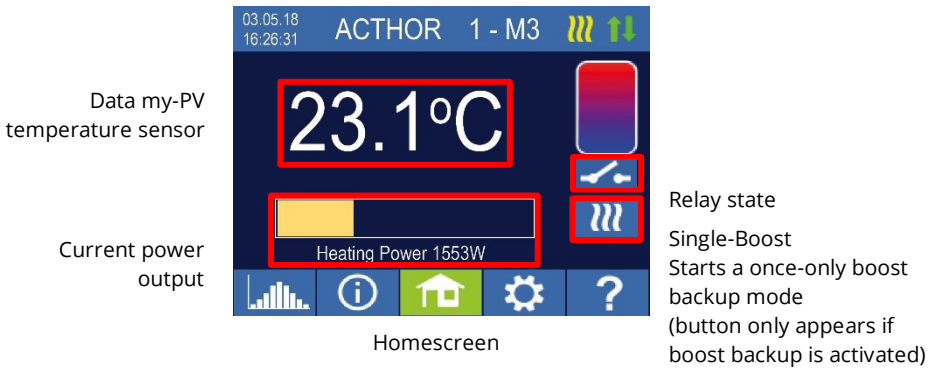 03.05.18
16:26:31
ACTHOR 1 - M3
Data my-PV
temperature sensor
23.1°C
Relay state
Current power
output
Heating Power 1553W
Single-Boost
Starts a once-only boost
backup mode
(button only appears if
boost backup is activated)
?
Homescreen